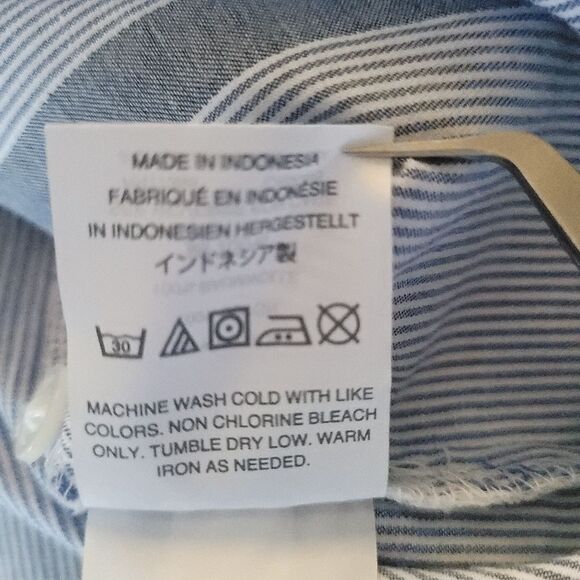 MADE IN INDONESIA
FABRIQUÉ EN INDONÉSIE
IN INDONESIEN HERGESTELLT
インドネシア製
30
MACHINE WASH COLD WITH LIKE
COLORS. NON CHLORINE BLEACH
ONLY. TUMBLE DRY LOW. WARM
IRON AS NEEDED.